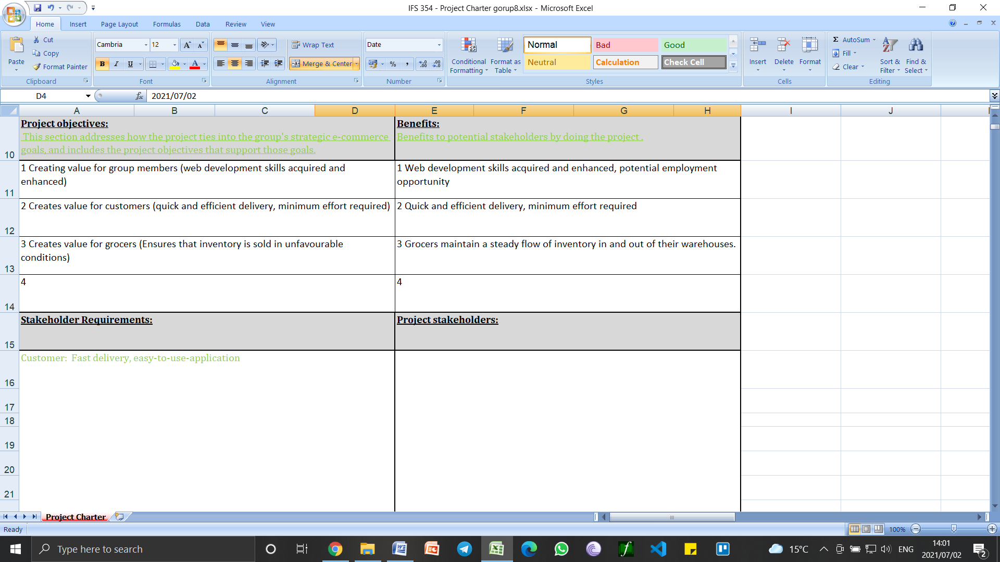 IFS 354 - Project Charter gorup8.xlsx - Microsoft Excel
Home Insert Page Layout Formulas Data Review View
Paste
Cut
Copy
Format Painter
Clipboard
Cambria 12
B I U
Font
Wrap Text
Merge & Center
Alignment
Date
%
Number
Conditional Formatting
Format as Table
Normal Bad Good
Neutral Calculation Check Cell
Styles
Insert Delete Format
Cells
Σ AutoSum
Fill
Clear
Sort & Filter
Find & Select
Editing
D4 fx 2021/07/02
A B C D E F G H I J
10
Project objectives:
This section addresses how the project ties into the group's strategic e-commerce
goals, and includes the project objectives that support those goals.
Benefits:
Benefits to potential stakeholders by doing the project .
11
1 Creating value for group members (web development skills acquired and
enhanced)
1 Web development skills acquired and enhanced, potential employment
opportunity
12
2 Creates value for customers (quick and efficient delivery, minimum effort required)
2 Quick and efficient delivery, minimum effort required
13
3 Creates value for grocers (Ensures that inventory is sold in unfavourable
conditions)
3 Grocers maintain a steady flow of inventory in and out of their warehouses.
14
4
4
15
Stakeholder Requirements:
Project stakeholders:
16
Customer:  Fast delivery, easy-to-use-application
17
18
19
20
21
Project Charter
Ready
100%
Type here to search
15°C
ENG
14:01
2021/07/02
2